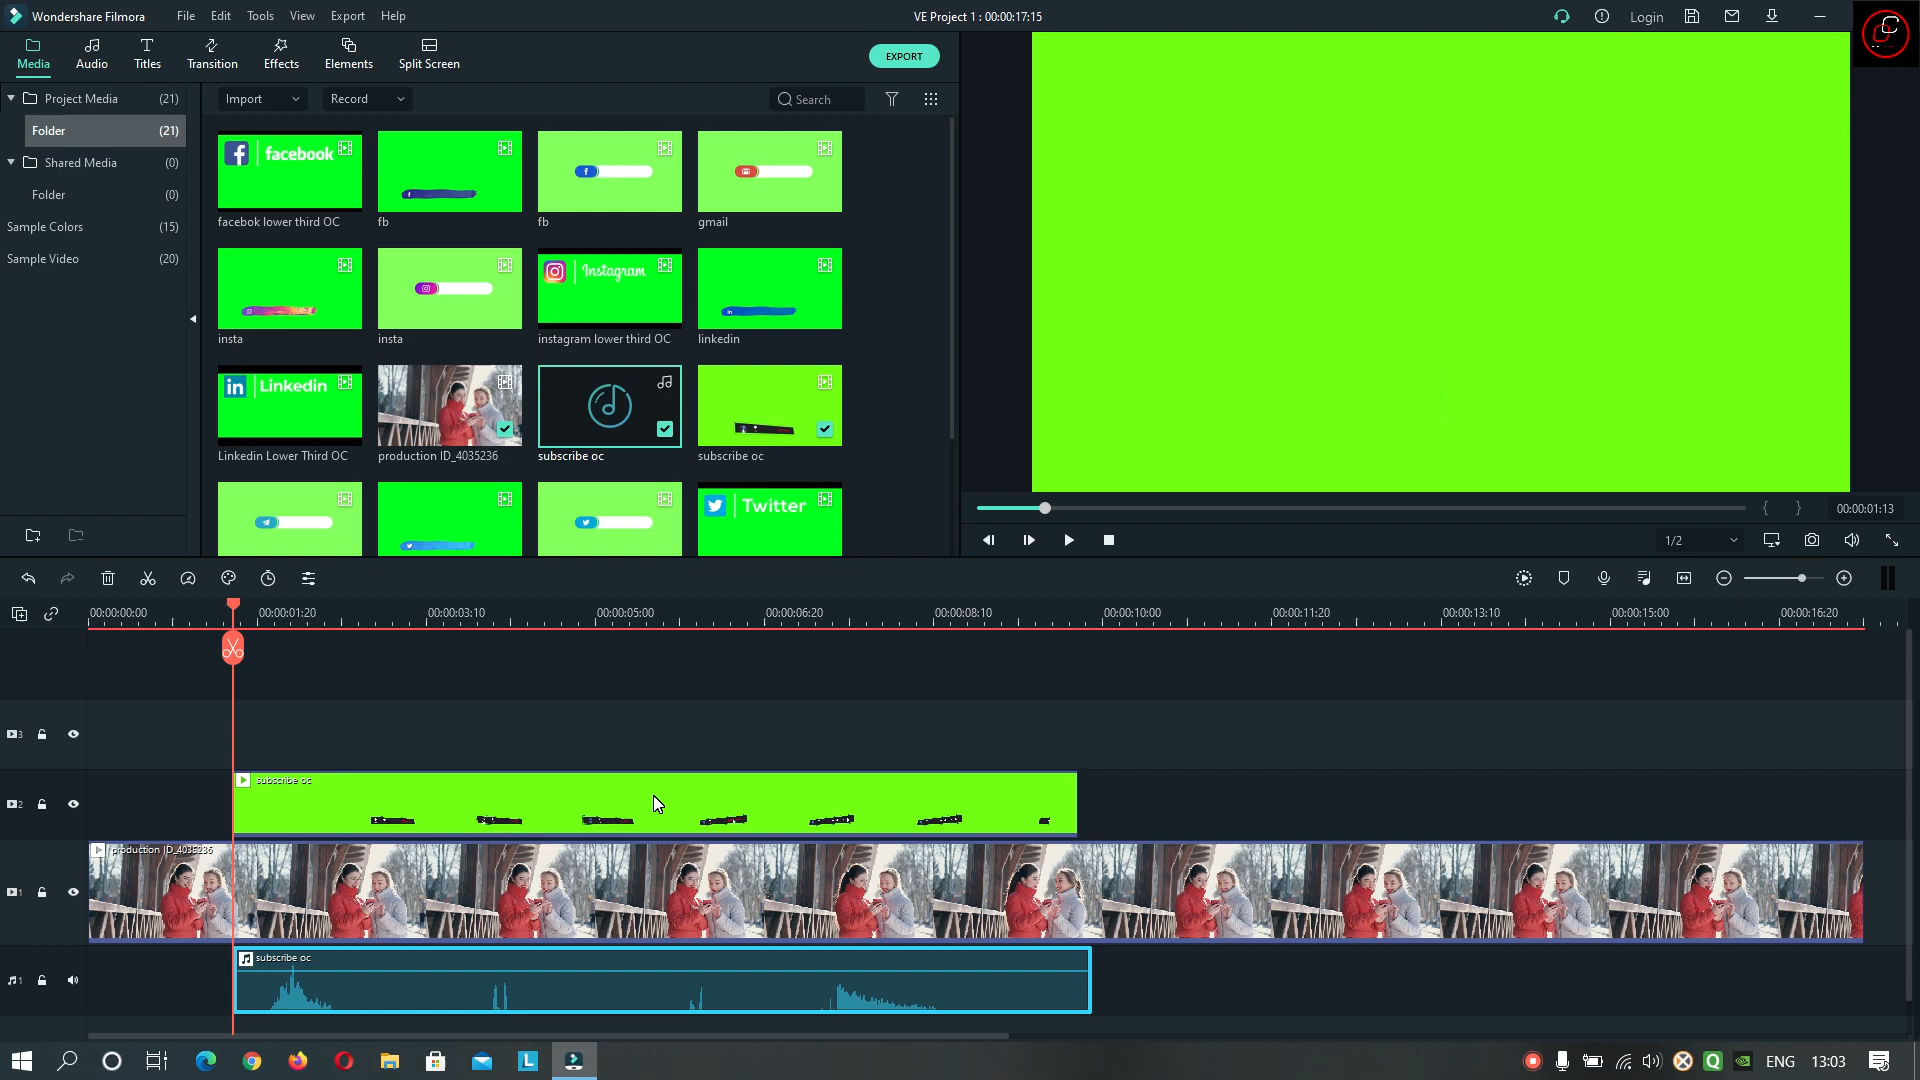 Wondershare Filmora
File Edit Tools View Export Help
VE Project 1 : 00:00:17:15
Login
Media Audio Titles Transition Effects Elements Split Screen
EXPORT
Project Media (21)
Folder (21)
Shared Media (0)
Folder (0)
Sample Colors (15)
Sample Video (20)
Import Record Search
facebook
facebok lower third OC fb fb gmail
Instagram
insta insta instagram lower third OC linkedin
in Linkedin
Linkedin Lower Third OC production ID_4035236 subscribe oc subscribe oc
Twitter
00:00:01:13
1/2
00:00:00:00 00:00:01:20 00:00:03:10 00:00:05:00 00:00:06:20 00:00:08:10 00:00:10:00 00:00:11:20 00:00:13:10 00:00:15:00 00:00:16:20
3
2
subscribe oc
1
production ID_4035236
1
subscribe oc
L
ENG 13:03